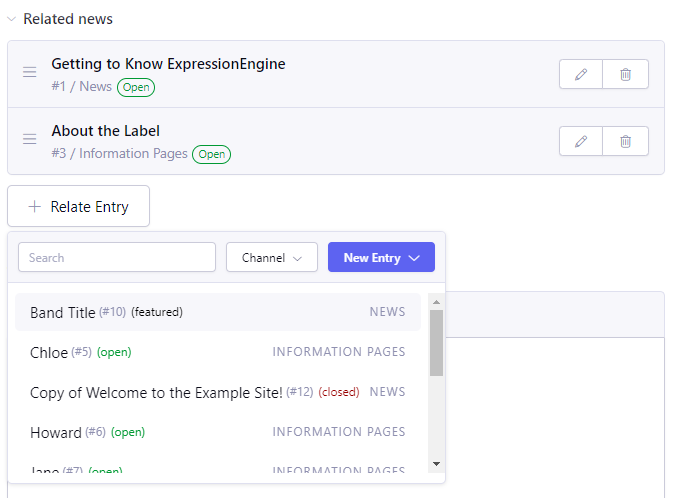 Related news
Getting to Know ExpressionEngine
#1 / News Open
About the Label
#3 / Information Pages Open
Relate Entry
Search Channel New Entry
Band Title (#10) (featured) NEWS
Chloe (#5) (open) INFORMATION PAGES
Copy of Welcome to the Example Site! (#12) (closed) NEWS
Howard (#6) (open) INFORMATION PAGES
Jane (#7) (open) INFORMATION PAGES